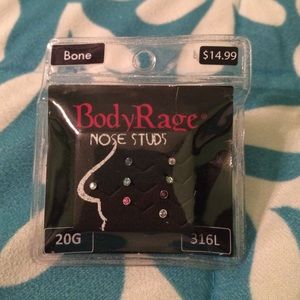 Bone
$14.99
BodyRage®
NOSE STUDS
20G
316L